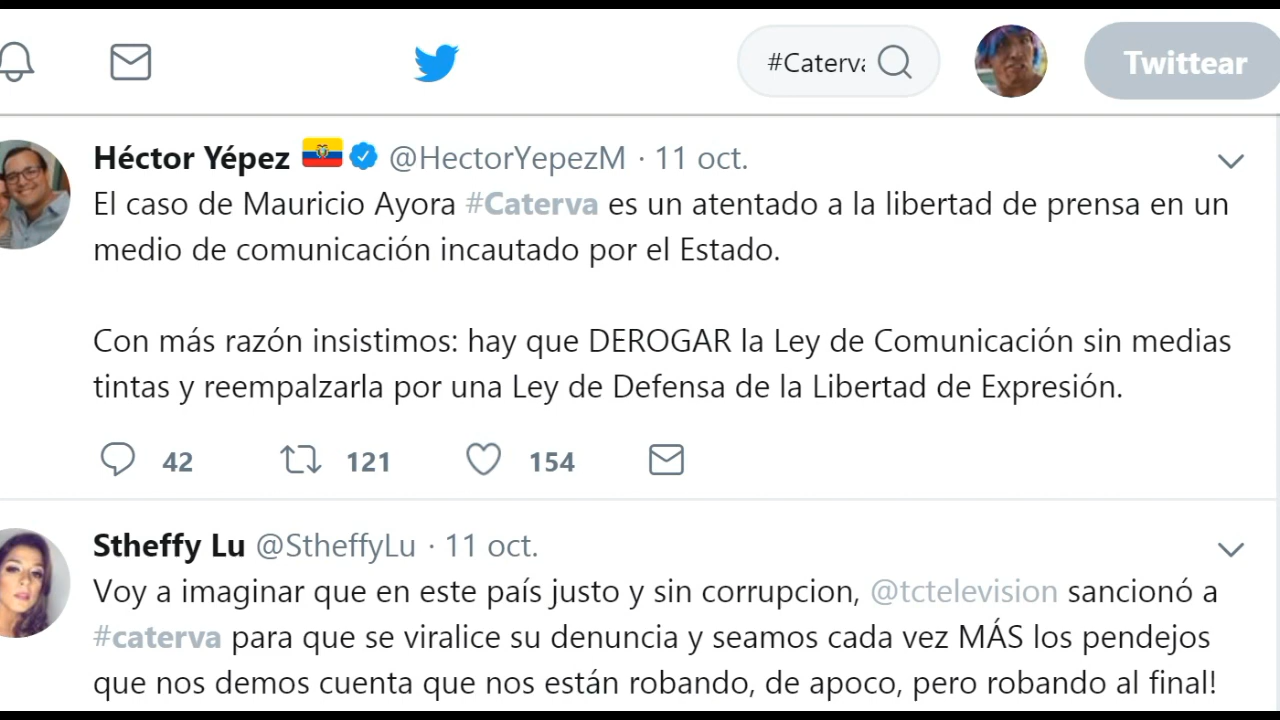 #Caterva
Twittear
Héctor Yépez @HectorYepezM · 11 oct.
El caso de Mauricio Ayora #Caterva es un atentado a la libertad de prensa en un
medio de comunicación incautado por el Estado.
Con más razón insistimos: hay que DEROGAR la Ley de Comunicación sin medias
tintas y reempalzarla por una Ley de Defensa de la Libertad de Expresión.
42 121 154
Stheffy Lu @StheffyLu · 11 oct.
Voy a imaginar que en este país justo y sin corrupcion, @tctelevision sancionó a
#caterva para que se viralice su denuncia y seamos cada vez MÁS los pendejos
que nos demos cuenta que nos están robando, de apoco, pero robando al final!